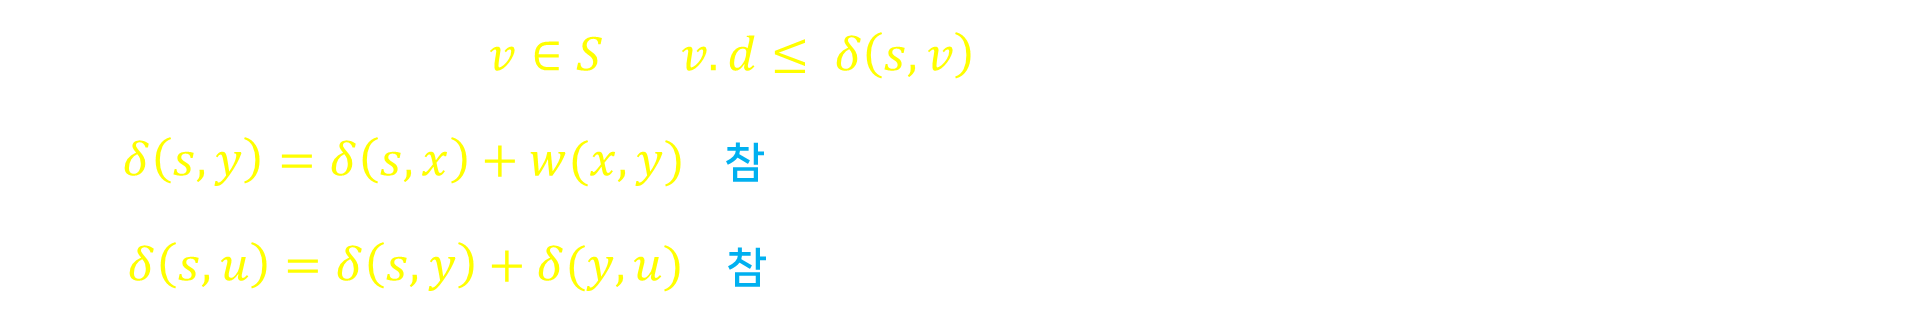 v ∈ S v.d ≤ δ(s, v)
δ(s, y) = δ(s, x) + w(x, y) 참
δ(s, u) = δ(s, y) + δ(y, u) 참